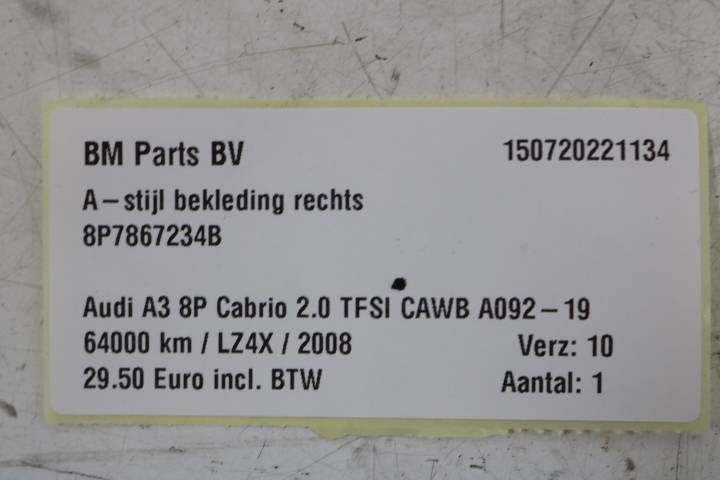 BM Parts BV 150720221134
A-stijl bekleding rechts
8P7867234B
Audi A3 8P Cabrio 2.0 TFSI CAWB A092-19
64000 km / LZ4X / 2008 Verz: 10
29.50 Euro incl. BTW Aantal: 1